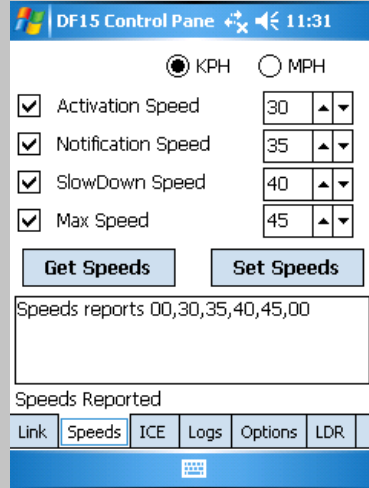 DF15 Control Pane 11:31
KPH MPH
Activation Speed 30
Notification Speed 35
SlowDown Speed 40
Max Speed 45
Get Speeds Set Speeds
Speeds reports 00,30,35,40,45,00
Speeds Reported
Link Speeds ICE Logs Options LDR